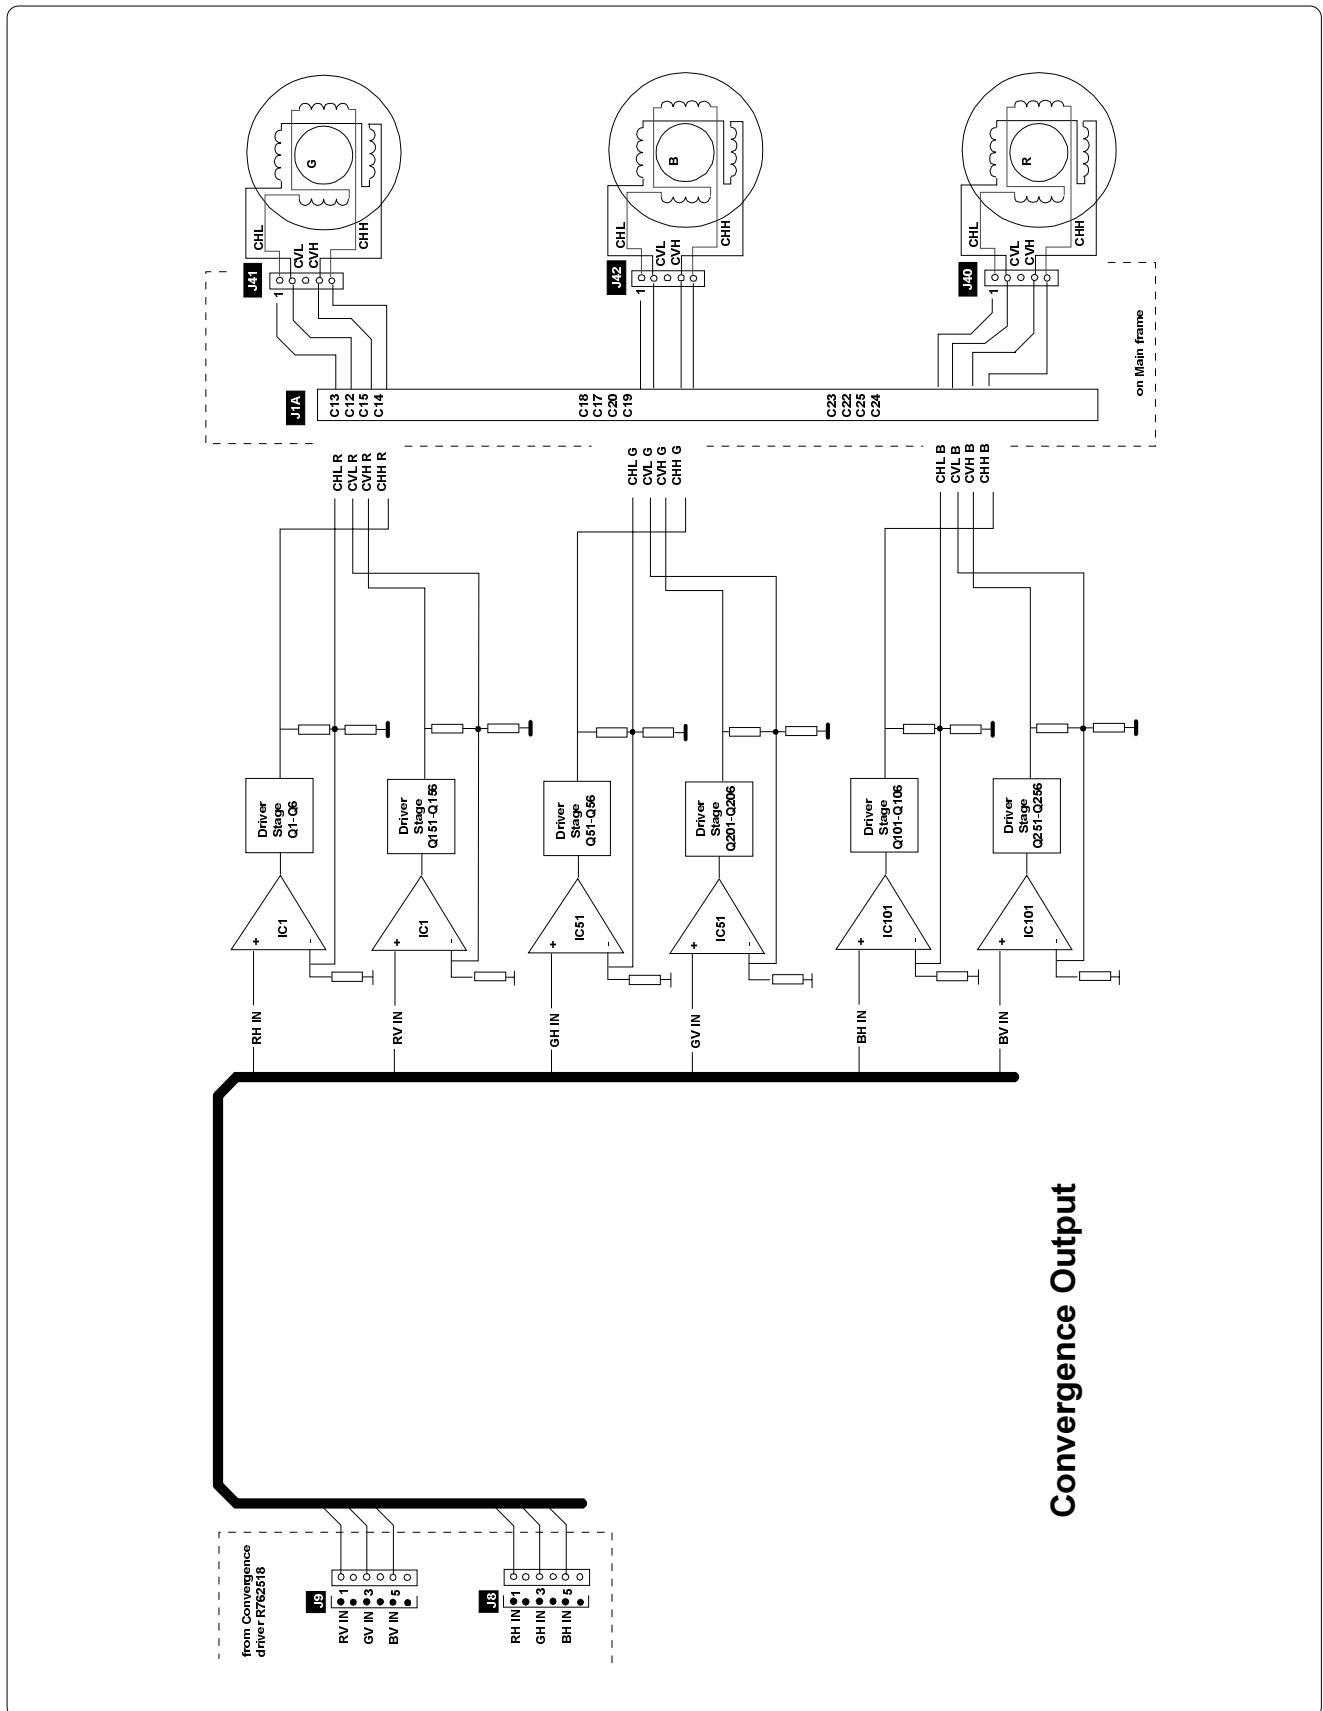 Convergence Output
from Convergence
driver R762518
J9
1
3
5
RV IN
GV IN
BV IN
J8
1
3
5
RH IN
GH IN
BH IN
RH IN
RV IN
GH IN
GV IN
BH IN
BV IN
+
-
IC1
+
-
IC1
+
-
IC51
+
-
IC51
+
-
IC101
+
-
IC101
Driver
Stage
Q1-Q6
Driver
Stage
Q151-Q156
Driver
Stage
Q51-Q56
Driver
Stage
Q201-Q206
Driver
Stage
Q101-Q106
Driver
Stage
Q251-Q256
CHL R
CVL R
CVH R
CHH R
CHL G
CVL G
CVH G
CHH G
CHL B
CVL B
CVH B
CHH B
J1A
C13
C12
C15
C14
C18
C17
C20
C19
C23
C22
C25
C24
on Main frame
J41
1
CHL
CVL
CVH
CHH
G
J42
1
CHL
CVL
CVH
CHH
B
J40
1
CHL
CVL
CVH
CHH
R